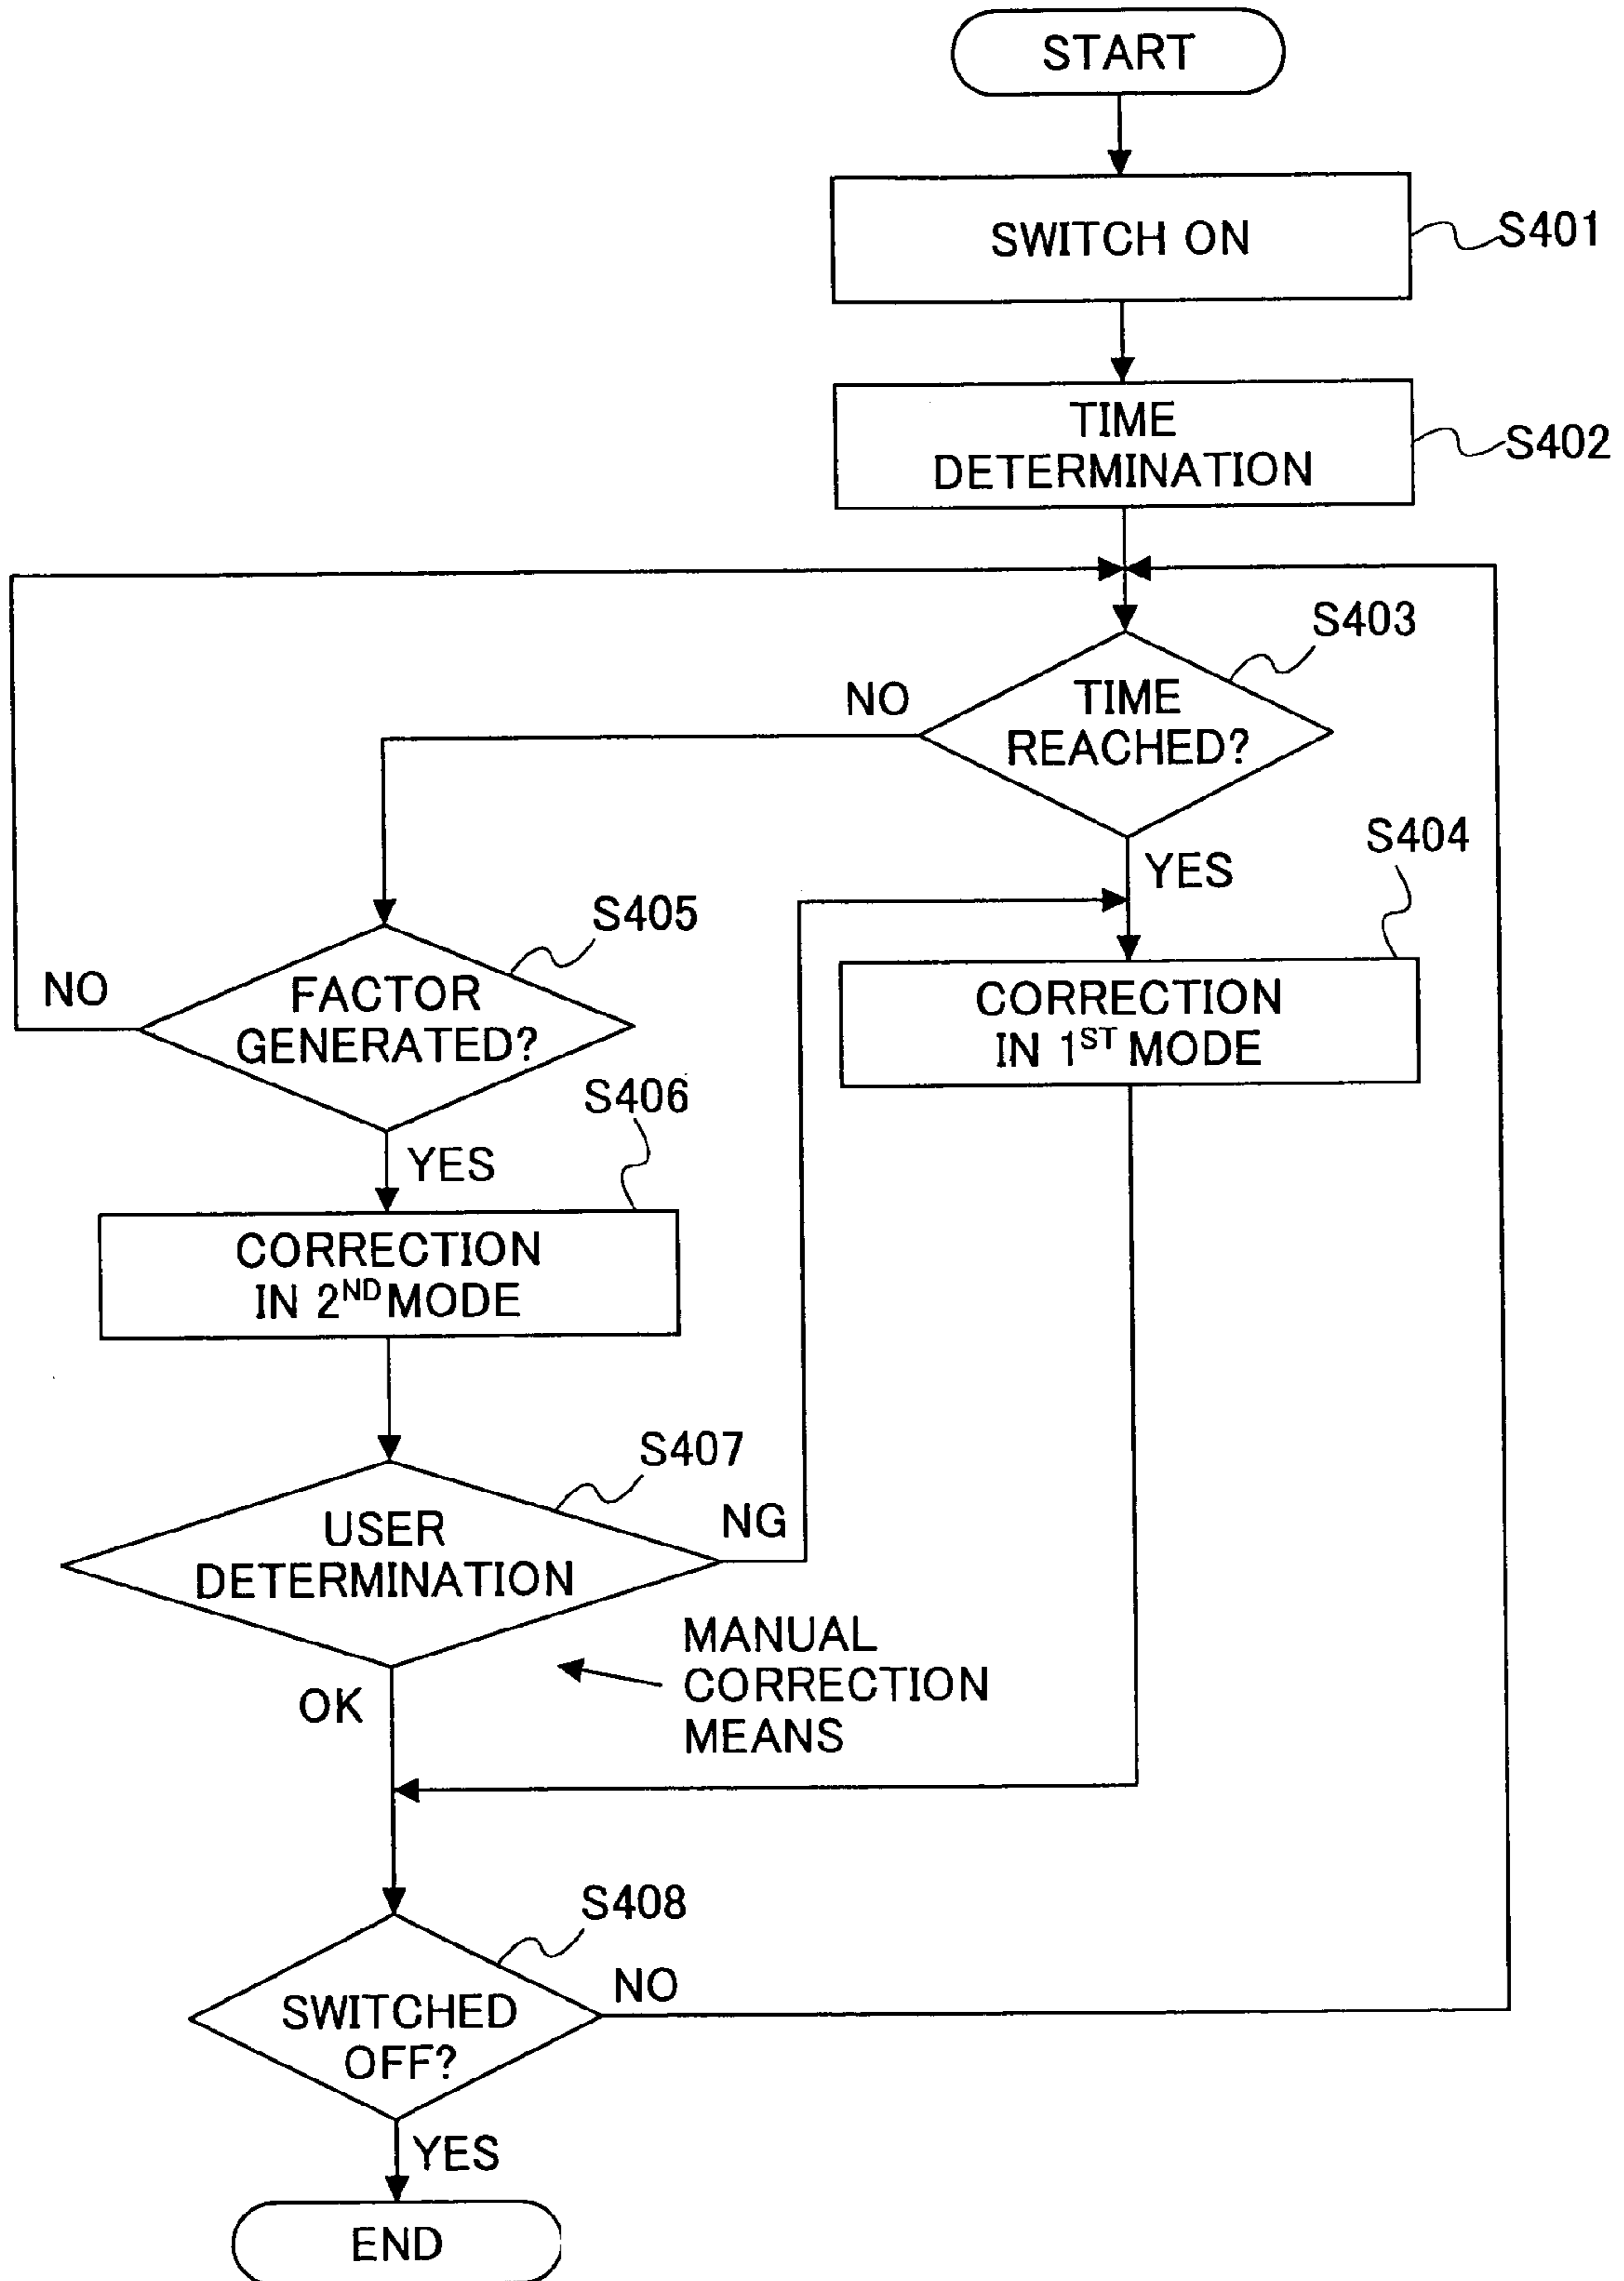 START
SWITCH ON
S401
TIME
DETERMINATION
S402
S403
TIME
REACHED?
NO
YES
S404
CORRECTION
IN 1ST MODE
S405
FACTOR
GENERATED?
NO
YES
S406
CORRECTION
IN 2ND MODE
S407
USER
DETERMINATION
NG
OK
MANUAL
CORRECTION
MEANS
S408
SWITCHED
OFF?
NO
YES
END